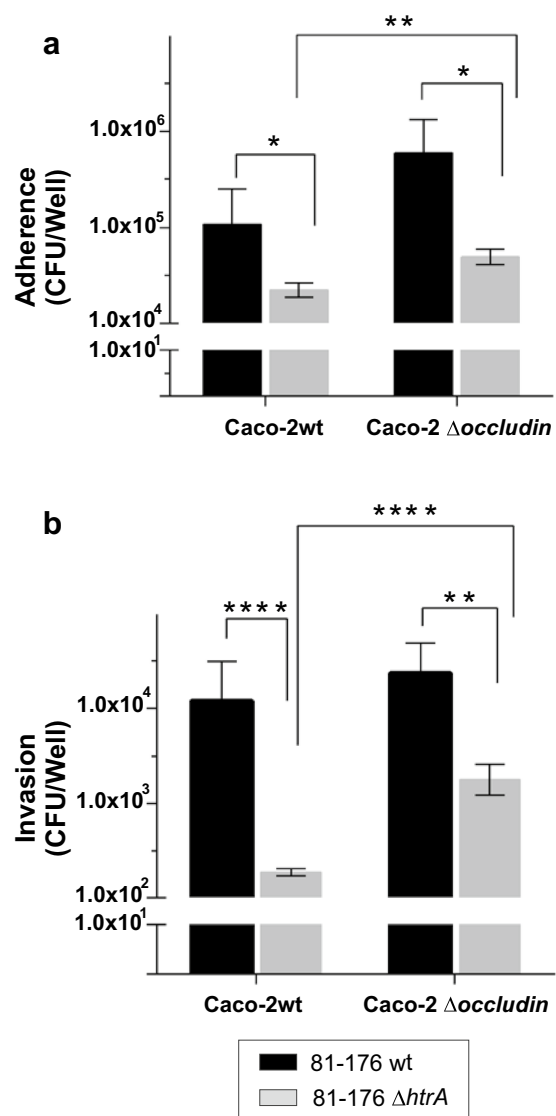 a
**
*
*
1.0x10⁶
1.0x10⁵
1.0x10⁴
1.0x10¹
Adherence
(CFU/Well)
Caco-2wt
Caco-2 Δoccludin
b
****
****
**
1.0x10⁴
1.0x10³
1.0x10²
1.0x10¹
Invasion
(CFU/Well)
Caco-2wt
Caco-2 Δoccludin
81-176 wt
81-176 ΔhtrA